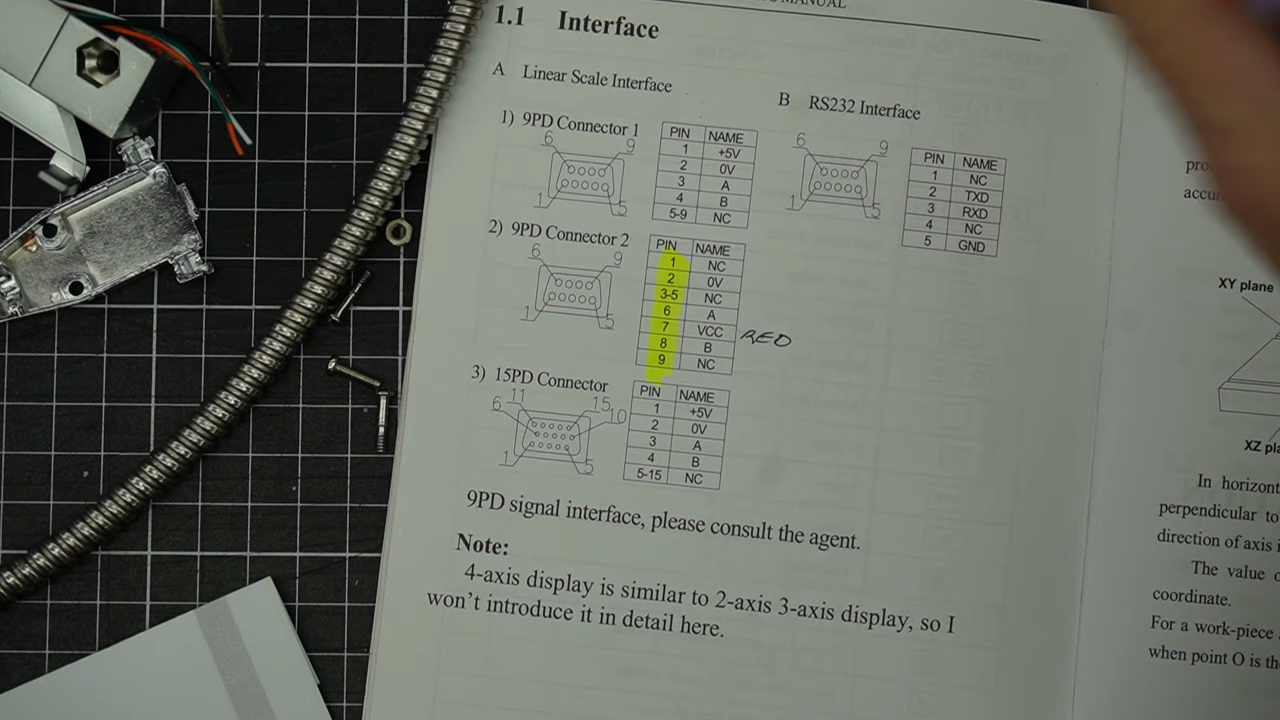 MANUAL
1.1 Interface
A Linear Scale Interface
1) 9PD Connector 1
6 9
1 5
PIN NAME
1 +5V
2 0V
3 A
4 B
5-9 NC
2) 9PD Connector 2
6 9
1 5
PIN NAME
1 NC
2 0V
3-5 NC
6 A
7 VCC RED
8 B
9 NC
3) 15PD Connector
6 11 15 10
1 5
PIN NAME
1 +5V
2 0V
3 A
4 B
5-15 NC
B RS232 Interface
6 9
1 5
PIN NAME
1 NC
2 TXD
3 RXD
4 NC
5 GND
9PD signal interface, please consult the agent.
Note:
4-axis display is similar to 2-axis 3-axis display, so I
won't introduce it in detail here.
XY plane
XZ
In
perpendicular to
direction of axis
The value
coordinate.
For a work-piece
when point O is